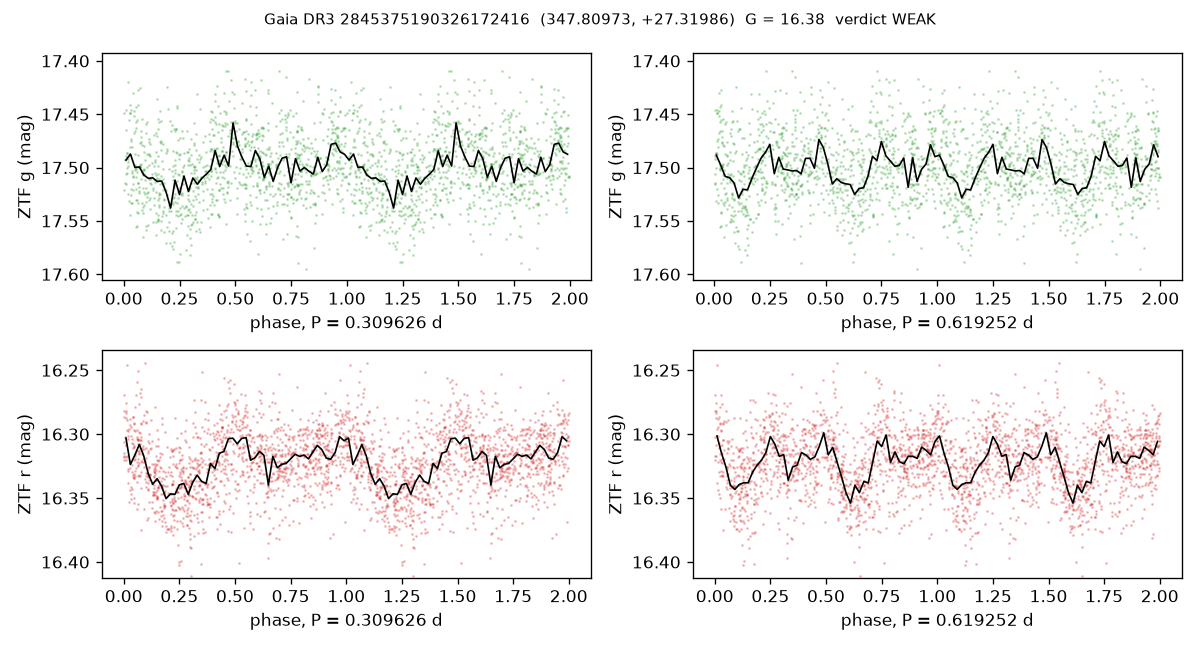 Gaia DR3 2845375190326172416  (347.80973, +27.31986)  G = 16.38  verdict WEAK
17.40
17.45
17.50
17.55
17.60
ZTF g (mag)
0.00 0.25 0.50 0.75 1.00 1.25 1.50 1.75 2.00
phase, P = 0.309626 d
17.40
17.45
17.50
17.55
17.60
ZTF g (mag)
0.00 0.25 0.50 0.75 1.00 1.25 1.50 1.75 2.00
phase, P = 0.619252 d
16.25
16.30
16.35
16.40
ZTF r (mag)
0.00 0.25 0.50 0.75 1.00 1.25 1.50 1.75 2.00
phase, P = 0.309626 d
16.25
16.30
16.35
16.40
ZTF r (mag)
0.00 0.25 0.50 0.75 1.00 1.25 1.50 1.75 2.00
phase, P = 0.619252 d